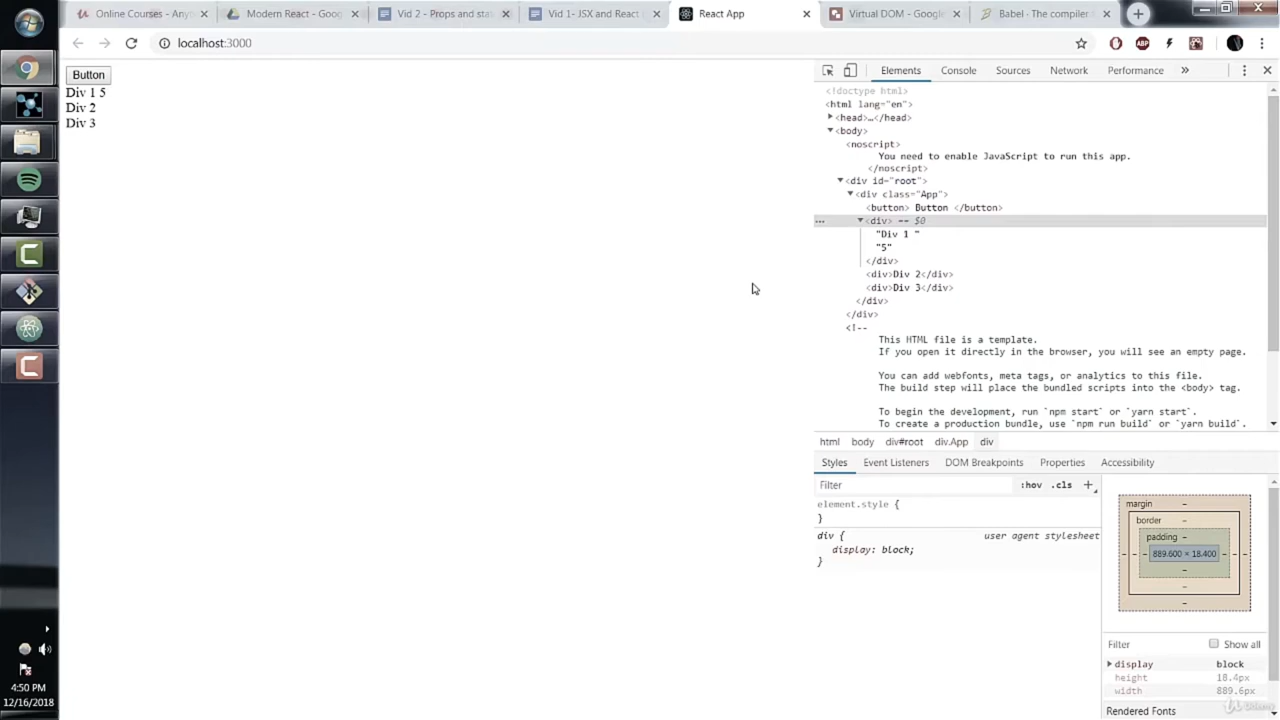 Online Courses - Anyt
Modern React - Goog
Vid 2 - Props and sta
Vid 1- JSX and React
React App
Virtual DOM - Google
Babel - The compiler f
localhost:3000
ABP
Button
Div 1 5
Div 2
Div 3
Elements
Console
Sources
Network
Performance
<!doctype html>
<html lang="en">
<head>…</head>
<body>
<noscript>
You need to enable JavaScript to run this app.
</noscript>
<div id="root">
<div class="App">
<button> Button </button>
<div> == $0
"Div 1 "
"5"
</div>
<div>Div 2</div>
<div>Div 3</div>
</div>
</div>
<!--
This HTML file is a template.
If you open it directly in the browser, you will see an empty page.
You can add webfonts, meta tags, or analytics to this file.
The build step will place the bundled scripts into the <body> tag.
To begin the development, run `npm start` or `yarn start`.
To create a production bundle, use `npm run build` or `yarn build`.
html body div#root div.App div
Styles Event Listeners DOM Breakpoints Properties Accessibility
Filter :hov .cls +
element.style {
}
div { user agent stylesheet
display: block;
}
margin -
border -
padding -
889.600 × 18.400
Filter Show all
display block
height 18.4px
width 889.6px
Rendered Fonts
4:50 PM
12/16/2018
Udemy